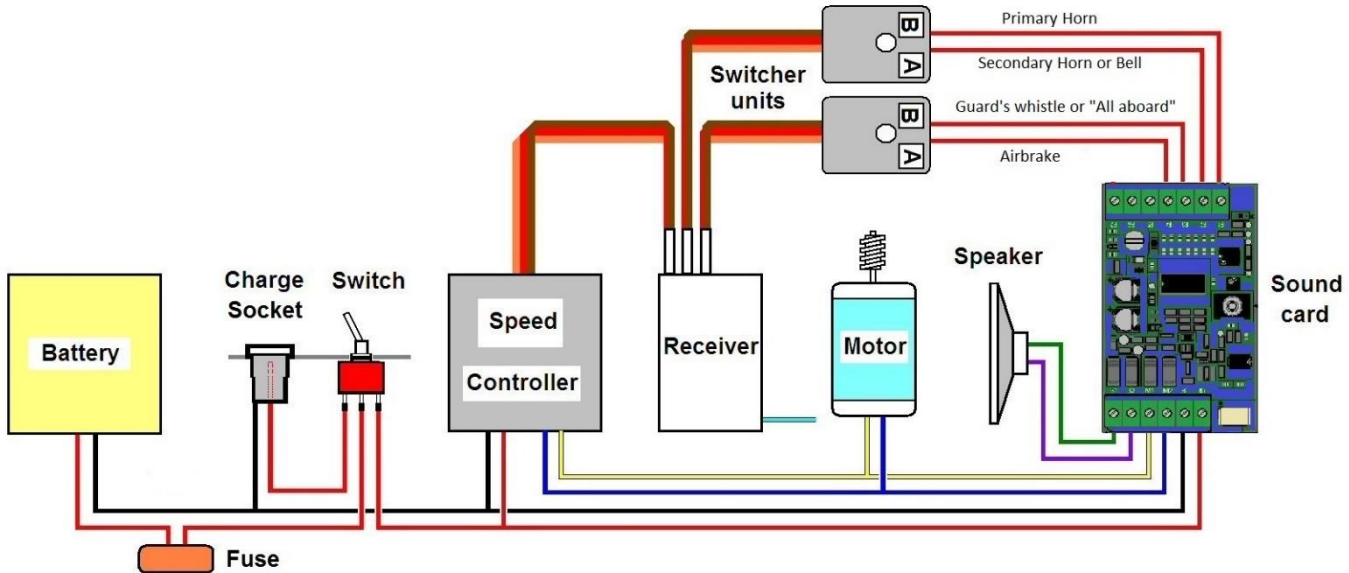 Primary Horn
B
A
Secondary Horn or Bell
Switcher
units
Guard's whistle or "All aboard"
B
A
Airbrake
Charge
Socket
Switch
Speaker
Sound
card
Battery
Speed
Controller
Receiver
Motor
Fuse